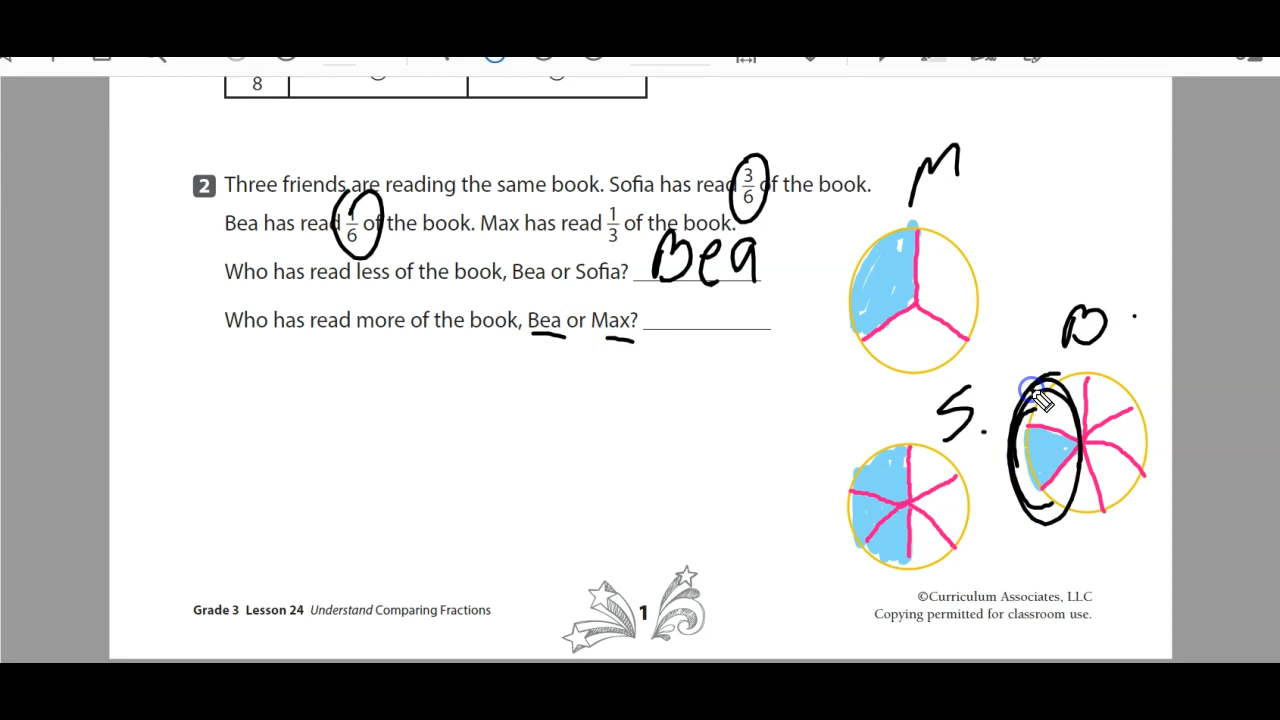 8
2 Three friends are reading the same book. Sofia has read 3/6 of the book.
Bea has read 1/6 of the book. Max has read 1/3 of the book.
Who has read less of the book, Bea or Sofia? Bea
Who has read more of the book, Bea or Max?
M
B.
S.
Grade 3 Lesson 24 Understand Comparing Fractions
1
©Curriculum Associates, LLC
Copying permitted for classroom use.